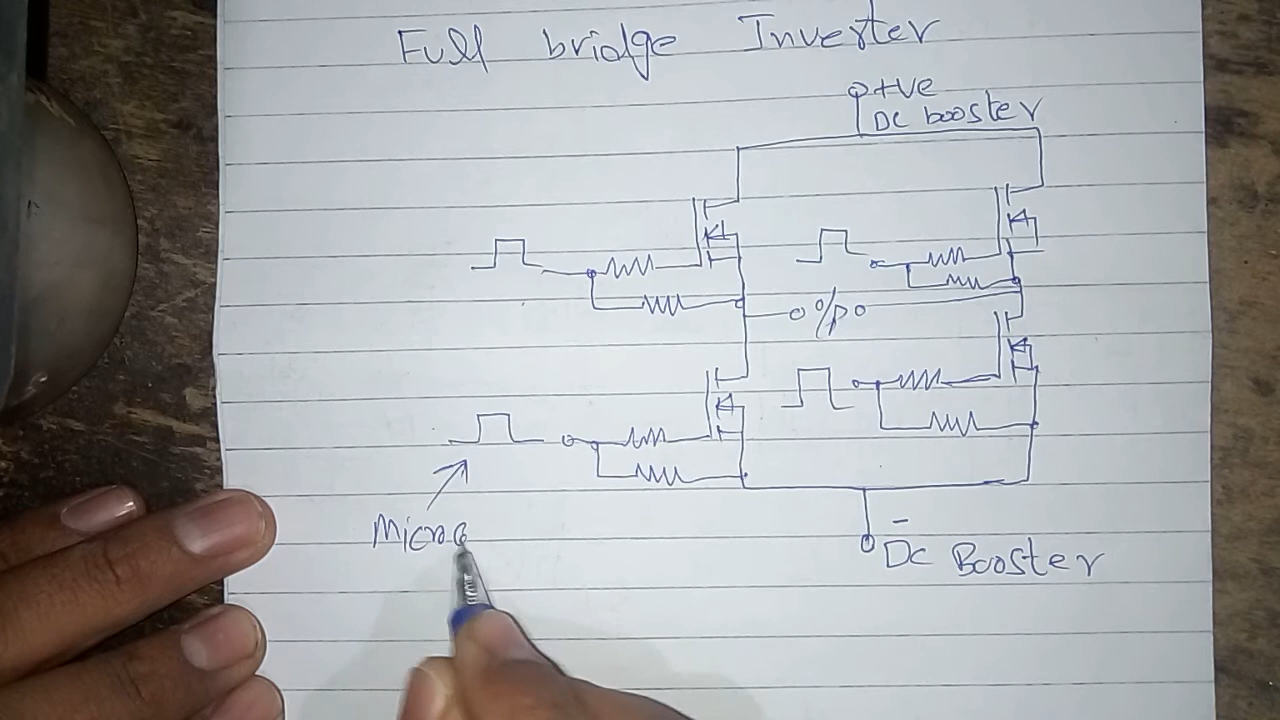 Full bridge Inverter
+ve
DC booster
o/p
Micro
-
Dc Booster